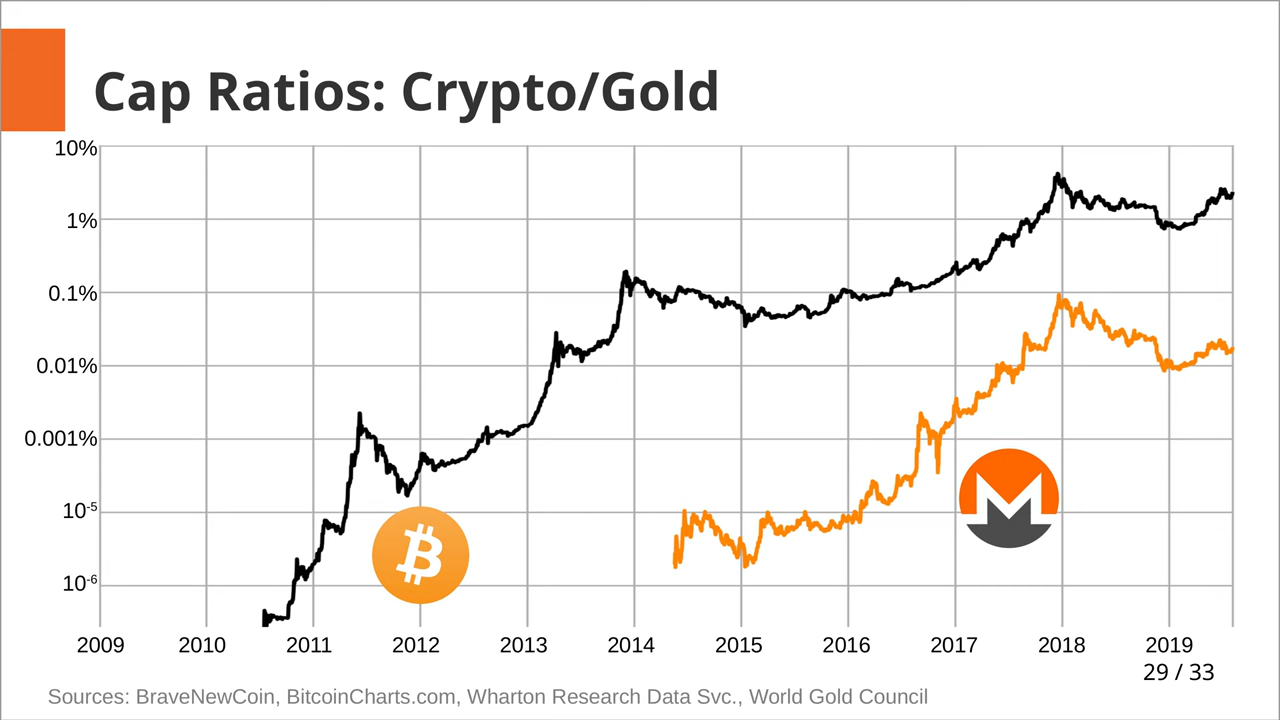 Cap Ratios: Crypto/Gold
10%
1%
0.1%
0.01%
0.001%
10-5
10-6
2009 2010 2011 2012 2013 2014 2015 2016 2017 2018 2019
29 / 33
Sources: BraveNewCoin, BitcoinCharts.com, Wharton Research Data Svc., World Gold Council